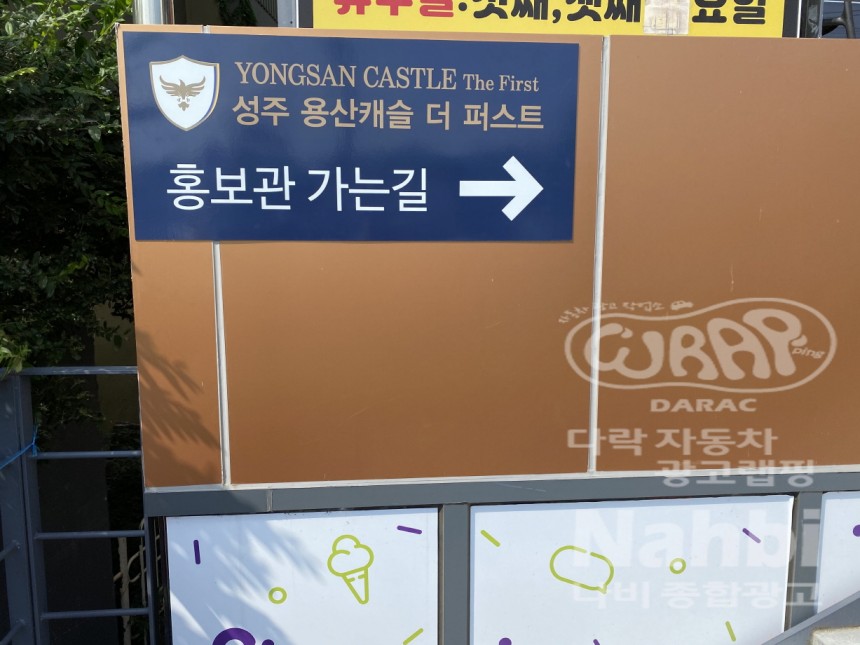 YONGSAN CASTLE The First
성주 용산캐슬 더 퍼스트
홍보관 가는길
WRAP ping
DARAC
다락 자동차
광고랩핑
Nahbi
나비 종합광고